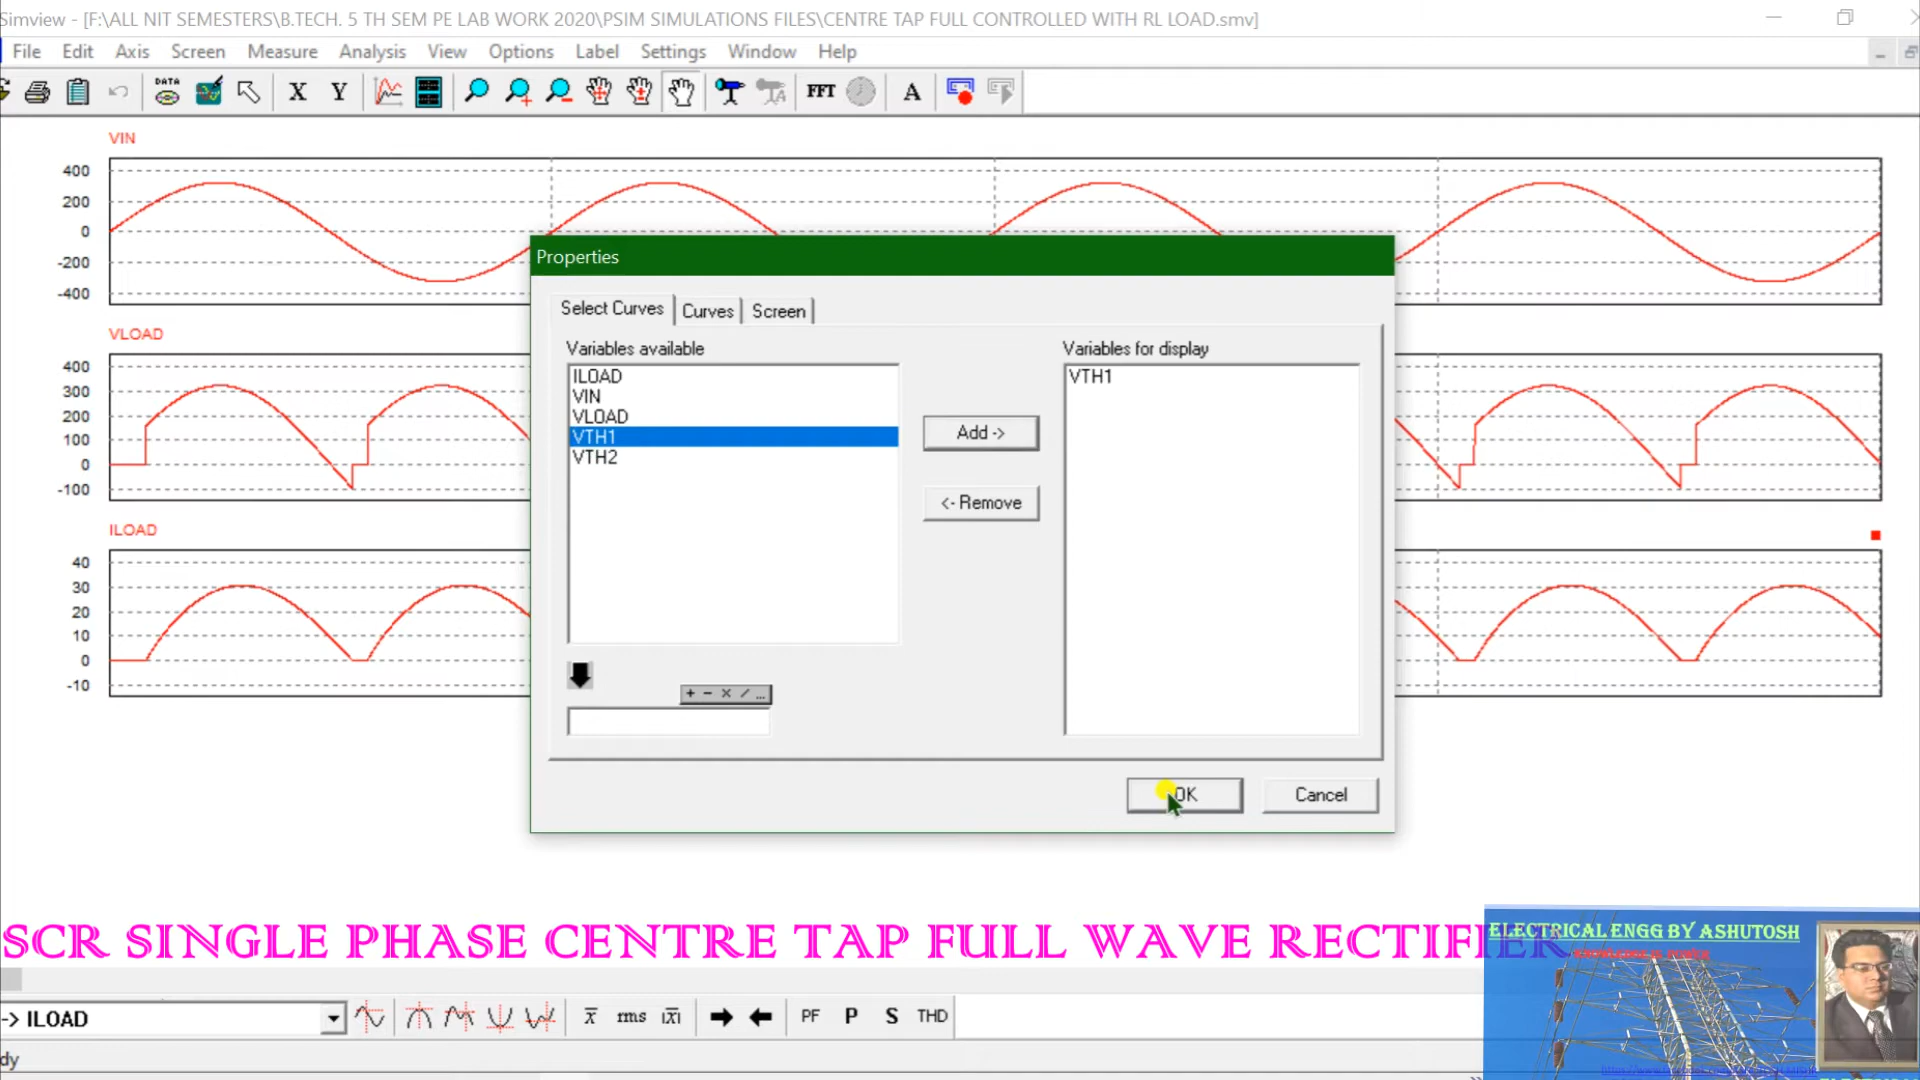 Simview - [F:\ALL NIT SEMESTERS\B.TECH. 5 TH SEM PE LAB WORK 2020\PSIM SIMULATIONS FILES\CENTRE TAP FULL CONTROLLED WITH RL LOAD.smv]
File Edit Axis Screen Measure Analysis View Options Label Settings Window Help
DATA X Y FFT A
VIN
400
200
0
-200
-400
VLOAD
400
300
200
100
0
-100
ILOAD
40
30
20
10
0
-10
Properties
Select Curves Curves Screen
Variables available
ILOAD
VIN
VLOAD
VTH1
VTH2
Add ->
<- Remove
Variables for display
VTH1
+ - × / ...
OK Cancel
SCR SINGLE PHASE CENTRE TAP FULL WAVE RECTIFIER
ELECTRICAL ENGG BY ASHUTOSH
-> ILOAD
x rms |x| PF P S THD
dy